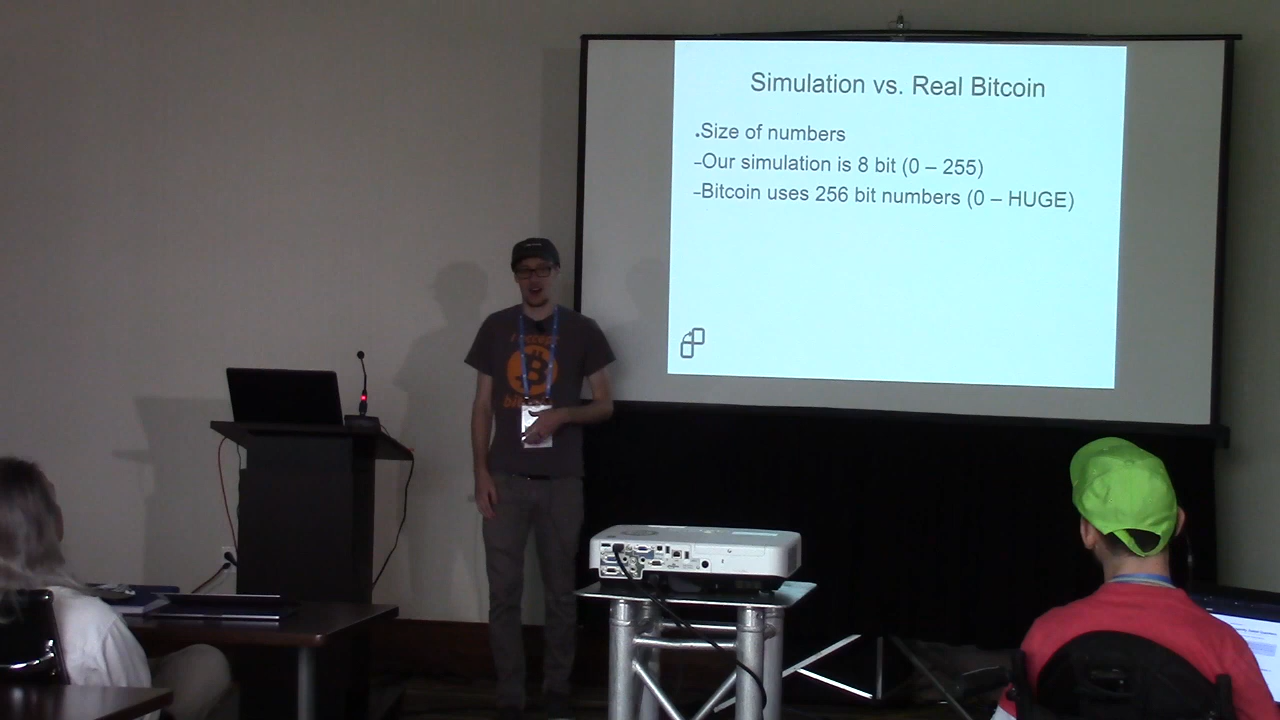 Simulation vs. Real Bitcoin
.Size of numbers
-Our simulation is 8 bit (0 – 255)
-Bitcoin uses 256 bit numbers (0 – HUGE)